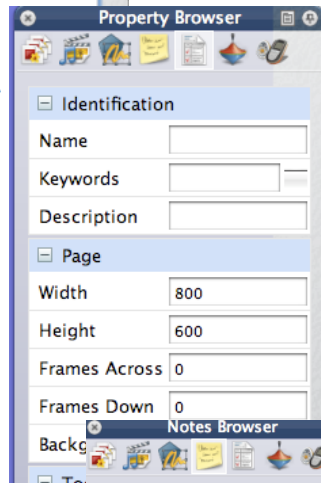 Property Browser
Identification
Name
Keywords
Description
Page
Width 800
Height 600
Frames Across 0
Frames Down 0
Notes Browser